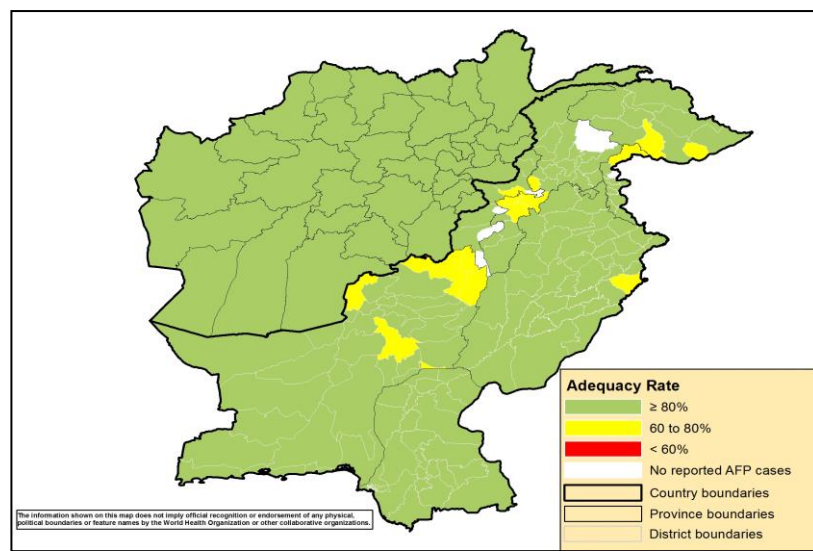 Adequacy Rate
≥ 80%
60 to 80%
< 60%
No reported AFP cases
Country boundaries
Province boundaries
District boundaries
The information shown on this map does not imply official recognition or endorsement of any physical,
political boundaries or feature names by the World Health Organization or other collaborative organizations.